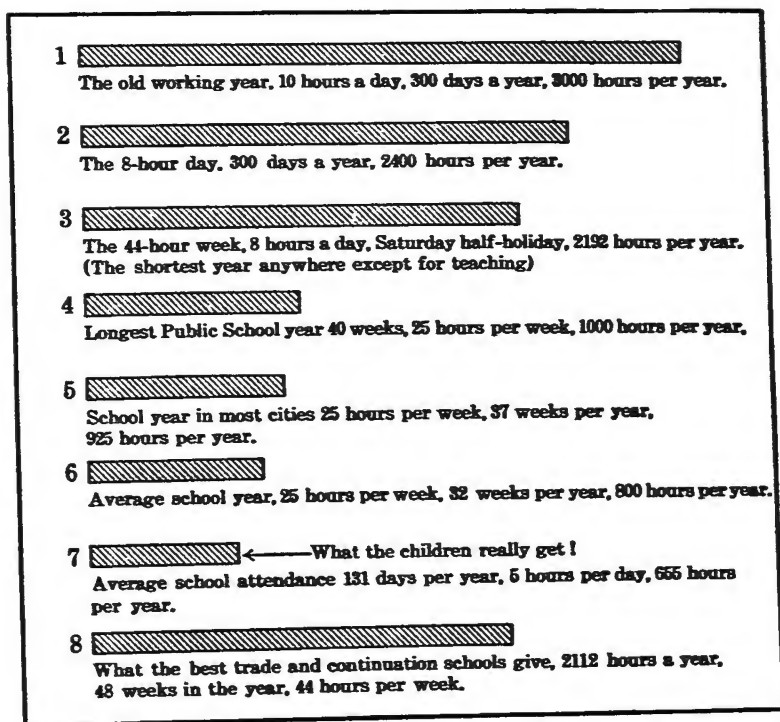 1
The old working year, 10 hours a day, 300 days a year, 3000 hours per year.
2
The 8-hour day, 300 days a year, 2400 hours per year.
3
The 44-hour week, 8 hours a day, Saturday half-holiday, 2192 hours per year.
(The shortest year anywhere except for teaching)
4
Longest Public School year 40 weeks, 25 hours per week, 1000 hours per year,
5
School year in most cities 25 hours per week, 37 weeks per year,
925 hours per year.
6
Average school year, 25 hours per week, 32 weeks per year, 800 hours per year.
7 What the children really get!
Average school attendance 131 days per year, 5 hours per day, 655 hours
per year.
8
What the best trade and continuation schools give, 2112 hours a year,
48 weeks in the year, 44 hours per week.